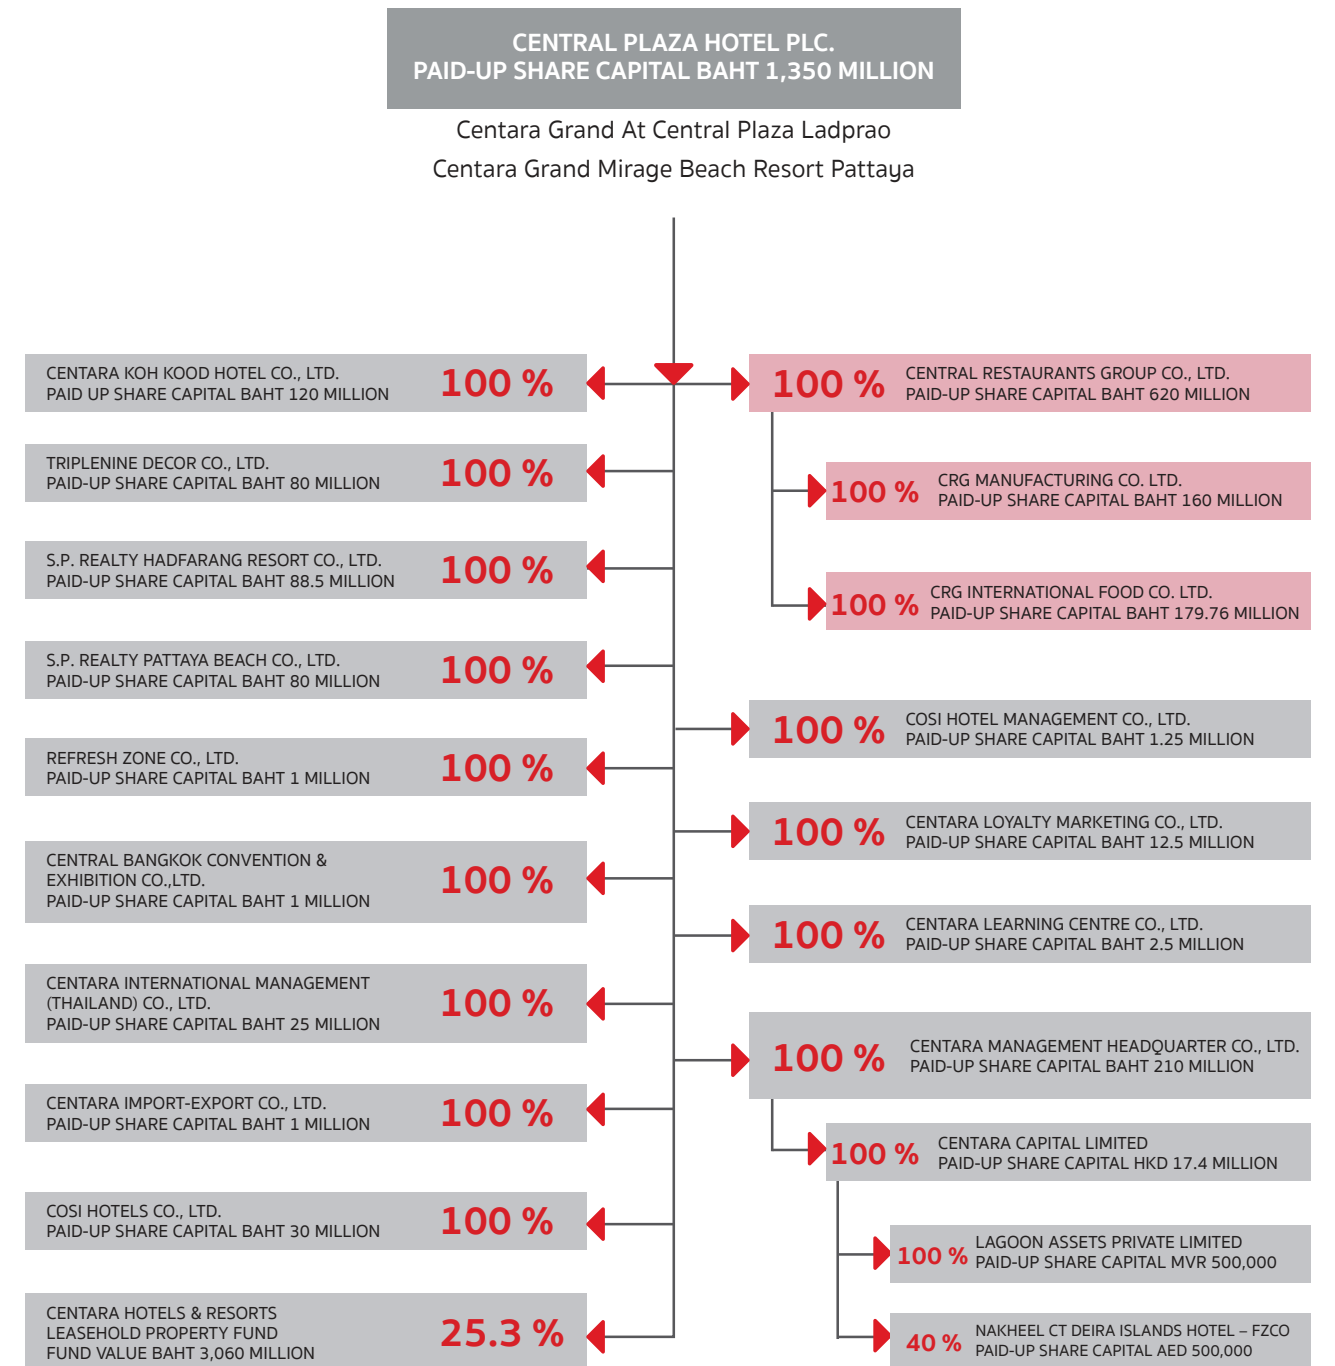 CENTRAL PLAZA HOTEL PLC.
PAID-UP SHARE CAPITAL BAHT 1,350 MILLION
Centara Grand At Central Plaza Ladprao
Centara Grand Mirage Beach Resort Pattaya
CENTARA KOH KOOD HOTEL CO., LTD.
PAID UP SHARE CAPITAL BAHT 120 MILLION
100 %
TRIPLENINE DECOR CO., LTD.
PAID-UP SHARE CAPITAL BAHT 80 MILLION
100 %
S.P. REALTY HADFARANG RESORT CO., LTD.
PAID-UP SHARE CAPITAL BAHT 88.5 MILLION
100 %
S.P. REALTY PATTAYA BEACH CO., LTD.
PAID-UP SHARE CAPITAL BAHT 80 MILLION
100 %
REFRESH ZONE CO., LTD.
PAID-UP SHARE CAPITAL BAHT 1 MILLION
100 %
CENTRAL BANGKOK CONVENTION &
EXHIBITION CO.,LTD.
PAID-UP SHARE CAPITAL BAHT 1 MILLION
100 %
CENTARA INTERNATIONAL MANAGEMENT
(THAILAND) CO., LTD.
PAID-UP SHARE CAPITAL BAHT 25 MILLION
100 %
CENTARA IMPORT-EXPORT CO., LTD.
PAID-UP SHARE CAPITAL BAHT 1 MILLION
100 %
COSI HOTELS CO., LTD.
PAID-UP SHARE CAPITAL BAHT 30 MILLION
100 %
CENTARA HOTELS & RESORTS
LEASEHOLD PROPERTY FUND
FUND VALUE BAHT 3,060 MILLION
25.3 %
100 %
CENTRAL RESTAURANTS GROUP CO., LTD.
PAID-UP SHARE CAPITAL BAHT 620 MILLION
100 %
CRG MANUFACTURING CO. LTD.
PAID-UP SHARE CAPITAL BAHT 160 MILLION
100 %
CRG INTERNATIONAL FOOD CO. LTD.
PAID-UP SHARE CAPITAL BAHT 179.76 MILLION
100 %
COSI HOTEL MANAGEMENT CO., LTD.
PAID-UP SHARE CAPITAL BAHT 1.25 MILLION
100 %
CENTARA LOYALTY MARKETING CO., LTD.
PAID-UP SHARE CAPITAL BAHT 12.5 MILLION
100 %
CENTARA LEARNING CENTRE CO., LTD.
PAID-UP SHARE CAPITAL BAHT 2.5 MILLION
100 %
CENTARA MANAGEMENT HEADQUARTER CO., LTD.
PAID-UP SHARE CAPITAL BAHT 210 MILLION
100 %
CENTARA CAPITAL LIMITED
PAID-UP SHARE CAPITAL HKD 17.4 MILLION
100 %
LAGOON ASSETS PRIVATE LIMITED
PAID-UP SHARE CAPITAL MVR 500,000
40 %
NAKHEEL CT DEIRA ISLANDS HOTEL – FZCO
PAID-UP SHARE CAPITAL AED 500,000